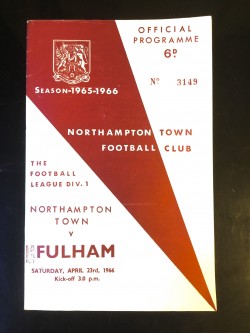 OFFICIAL
PROGRAMME
6D
Nº 3149
SEASON-1965-1966
NORTHAMPTON TOWN
FOOTBALL CLUB
THE
FOOTBALL
LEAGUE DIV. 1
NORTHAMPTON
TOWN
v
FULHAM
SATURDAY, APRIL 23rd, 1966
Kick-off 3.0 p.m.